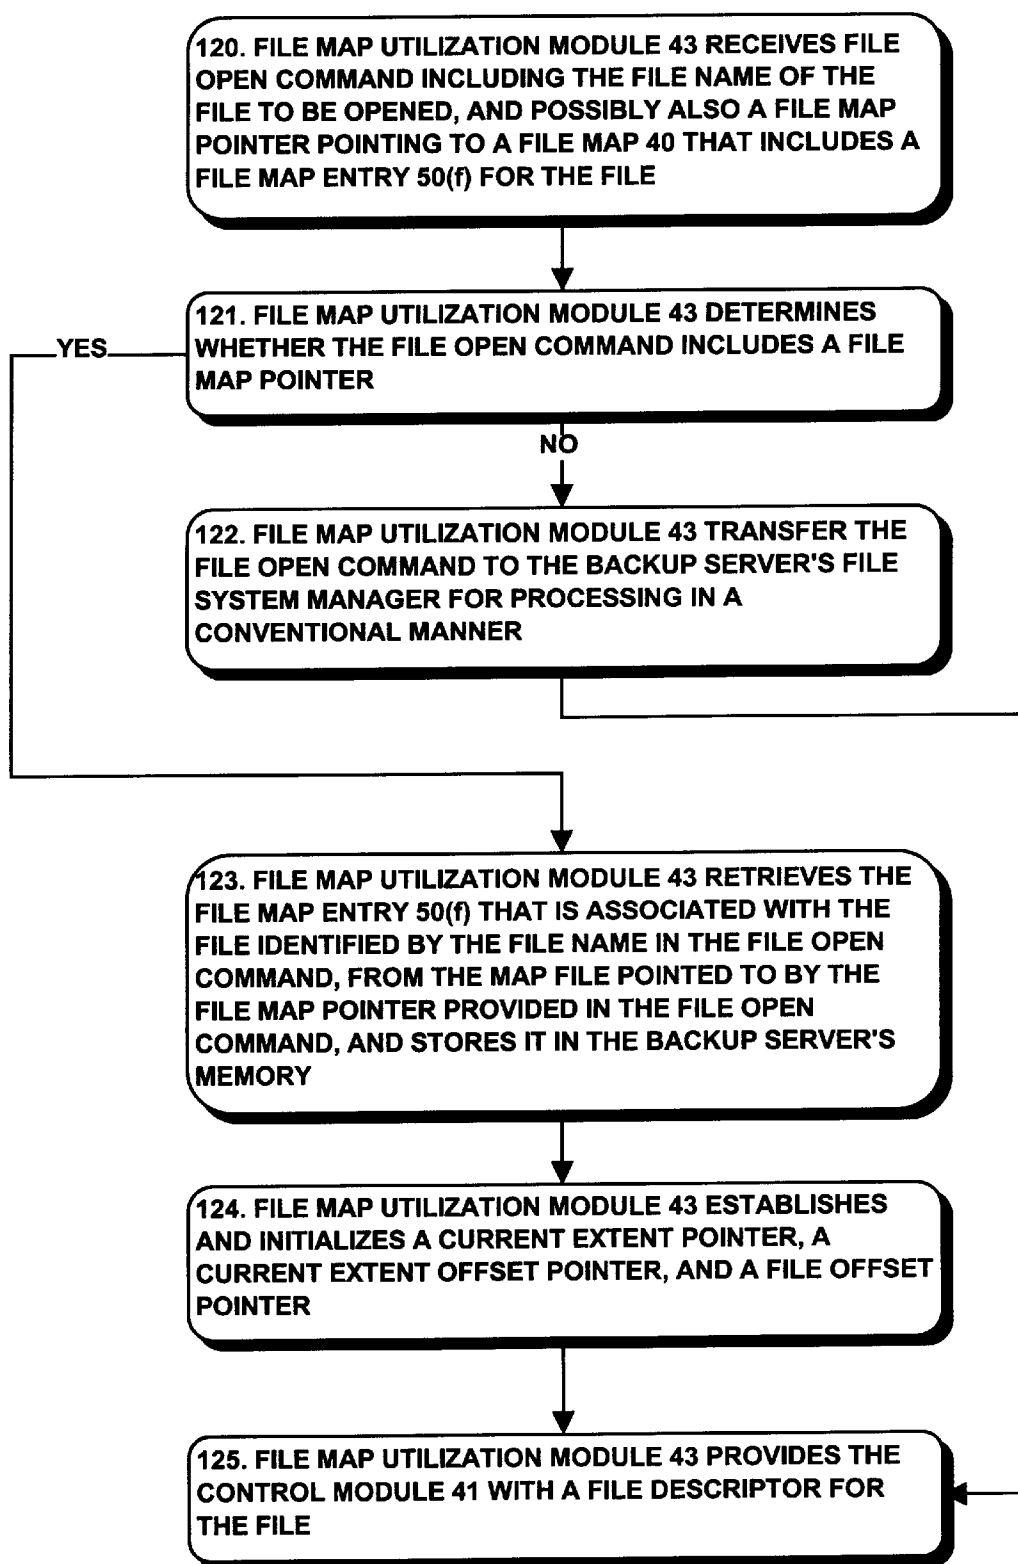 120. FILE MAP UTILIZATION MODULE 43 RECEIVES FILE
OPEN COMMAND INCLUDING THE FILE NAME OF THE
FILE TO BE OPENED, AND POSSIBLY ALSO A FILE MAP
POINTER POINTING TO A FILE MAP 40 THAT INCLUDES A
FILE MAP ENTRY 50(f) FOR THE FILE
121. FILE MAP UTILIZATION MODULE 43 DETERMINES
WHETHER THE FILE OPEN COMMAND INCLUDES A FILE
MAP POINTER
YES
NO
122. FILE MAP UTILIZATION MODULE 43 TRANSFER THE
FILE OPEN COMMAND TO THE BACKUP SERVER'S FILE
SYSTEM MANAGER FOR PROCESSING IN A
CONVENTIONAL MANNER
123. FILE MAP UTILIZATION MODULE 43 RETRIEVES THE
FILE MAP ENTRY 50(f) THAT IS ASSOCIATED WITH THE
FILE IDENTIFIED BY THE FILE NAME IN THE FILE OPEN
COMMAND, FROM THE MAP FILE POINTED TO BY THE
FILE MAP POINTER PROVIDED IN THE FILE OPEN
COMMAND, AND STORES IT IN THE BACKUP SERVER'S
MEMORY
124. FILE MAP UTILIZATION MODULE 43 ESTABLISHES
AND INITIALIZES A CURRENT EXTENT POINTER, A
CURRENT EXTENT OFFSET POINTER, AND A FILE OFFSET
POINTER
125. FILE MAP UTILIZATION MODULE 43 PROVIDES THE
CONTROL MODULE 41 WITH A FILE DESCRIPTOR FOR
THE FILE